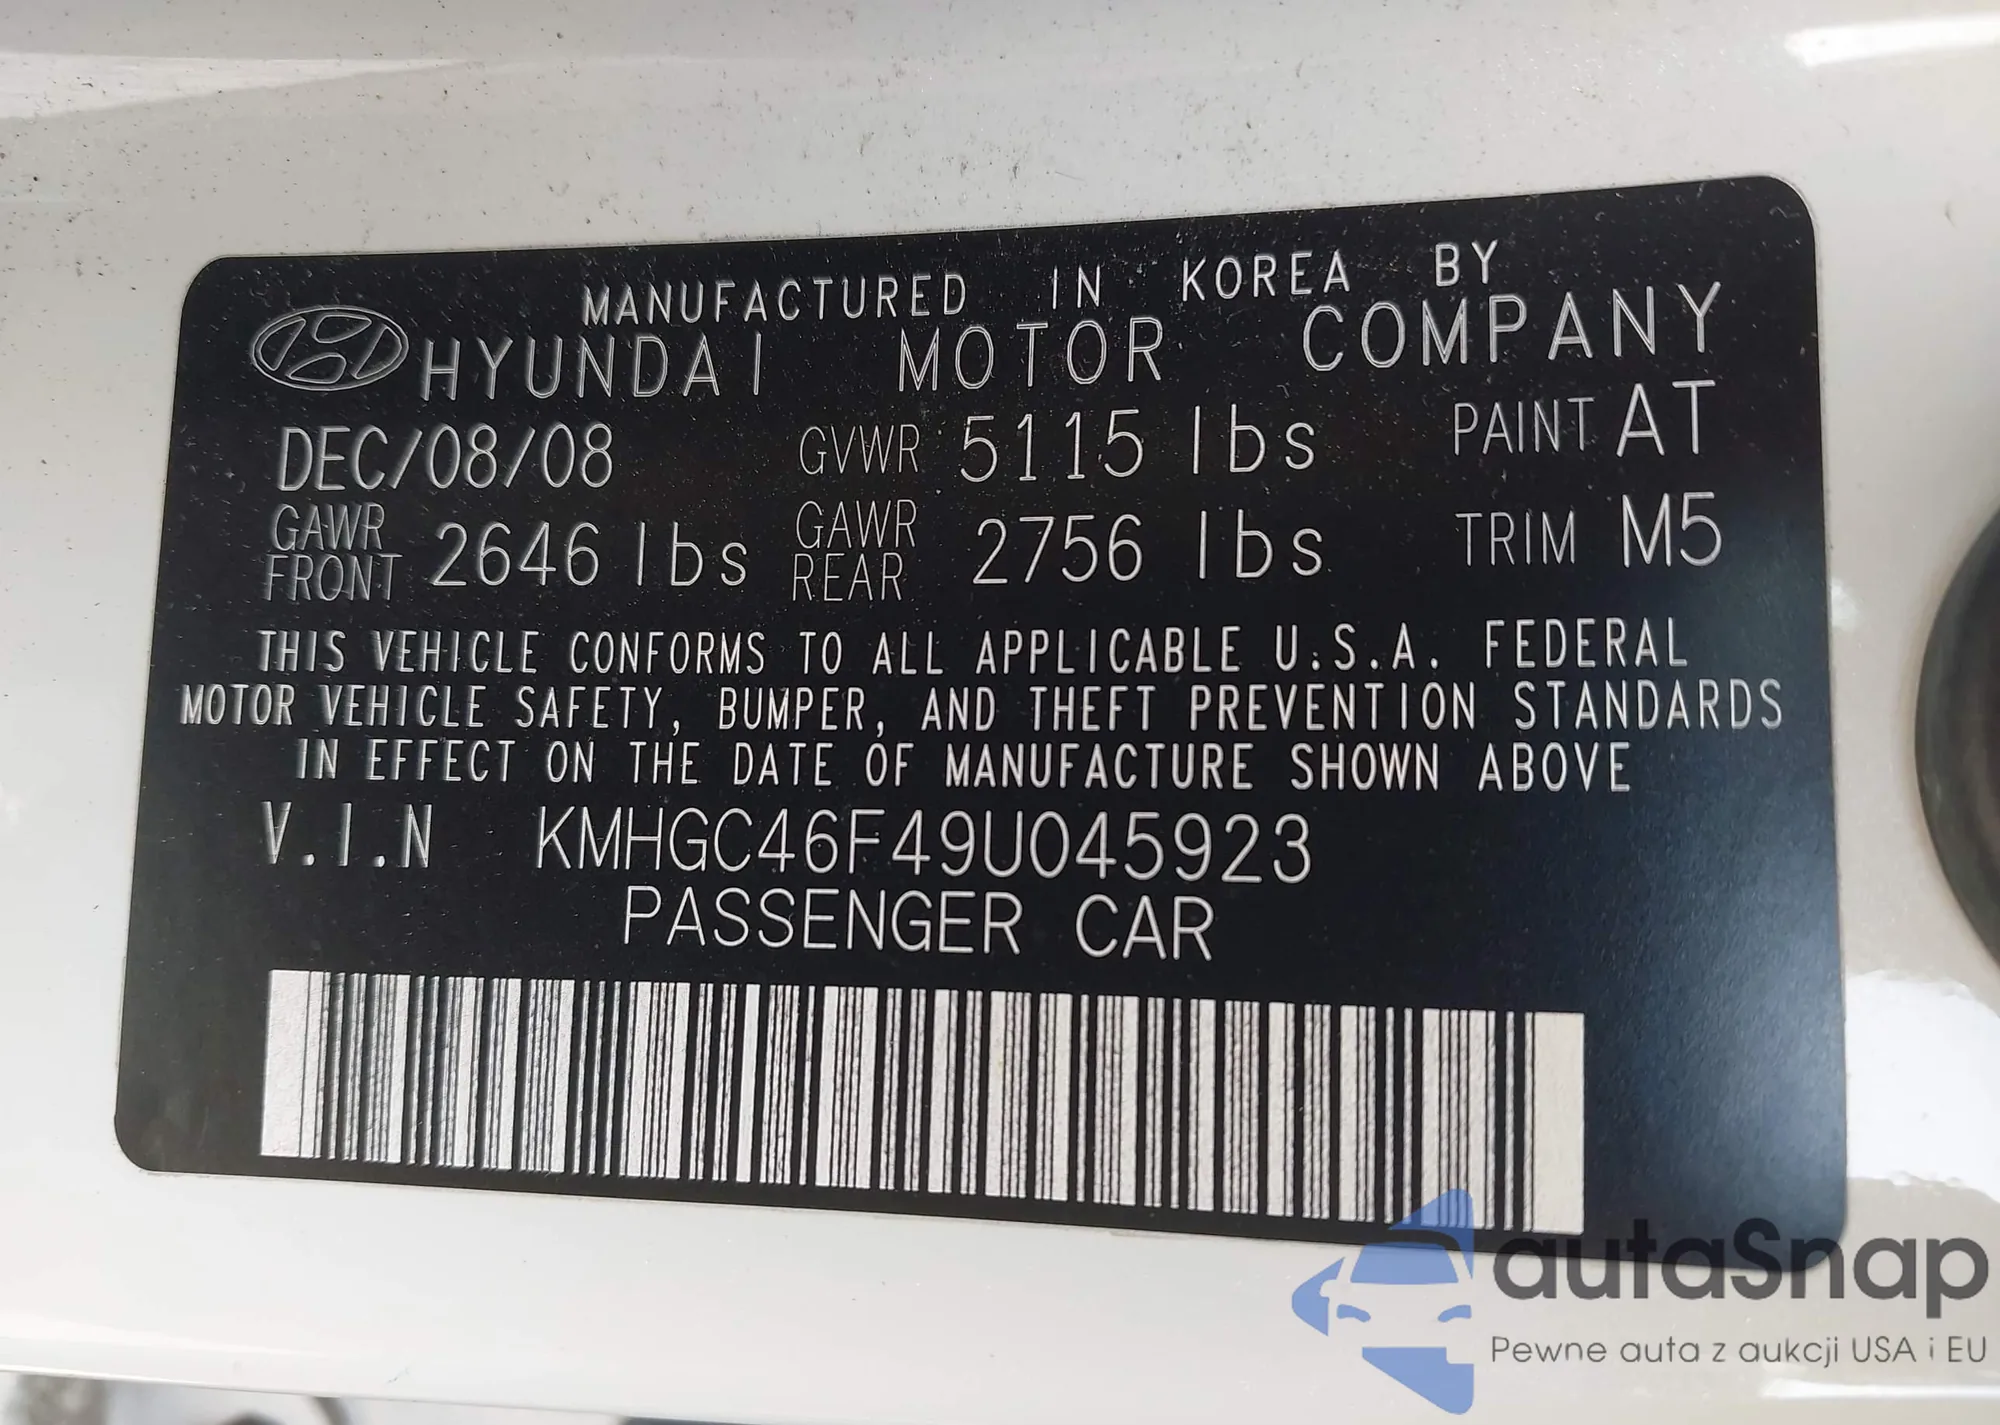 MANUFACTURED IN KOREA BY
HYUNDAI MOTOR COMPANY
DEC/08/08 GVWR 5115 lbs PAINT AT
GAWR FRONT 2646 lbs GAWR REAR 2756 lbs TRIM M5
THIS VEHICLE CONFORMS TO ALL APPLICABLE U.S.A. FEDERAL
MOTOR VEHICLE SAFETY, BUMPER, AND THEFT PREVENTION STANDARDS
IN EFFECT ON THE DATE OF MANUFACTURE SHOWN ABOVE
V.I.N KMHGC46F49U045923
PASSENGER CAR
autaSnap
Pewne auta z aukcji USA i EU